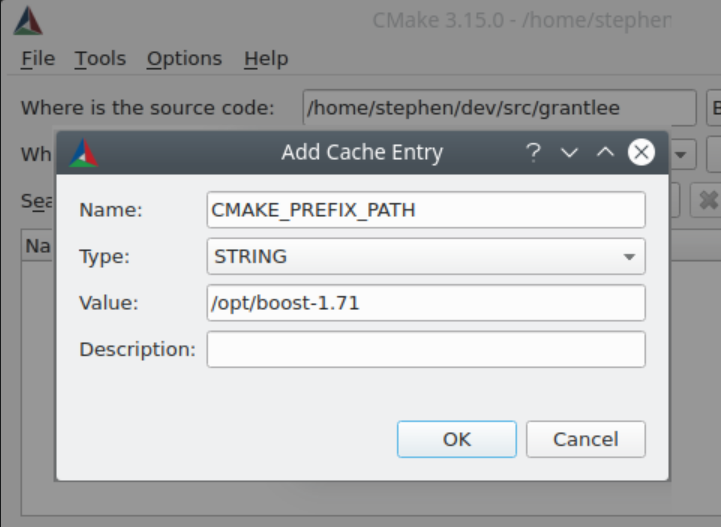 CMake 3.15.0 - /home/stephen
File Tools Options Help
Where is the source code: /home/stephen/dev/src/grantlee
Wh
Add Cache Entry
Sea
Na
Name: CMAKE_PREFIX_PATH
Type: STRING
Value: /opt/boost-1.71
Description:
OK Cancel